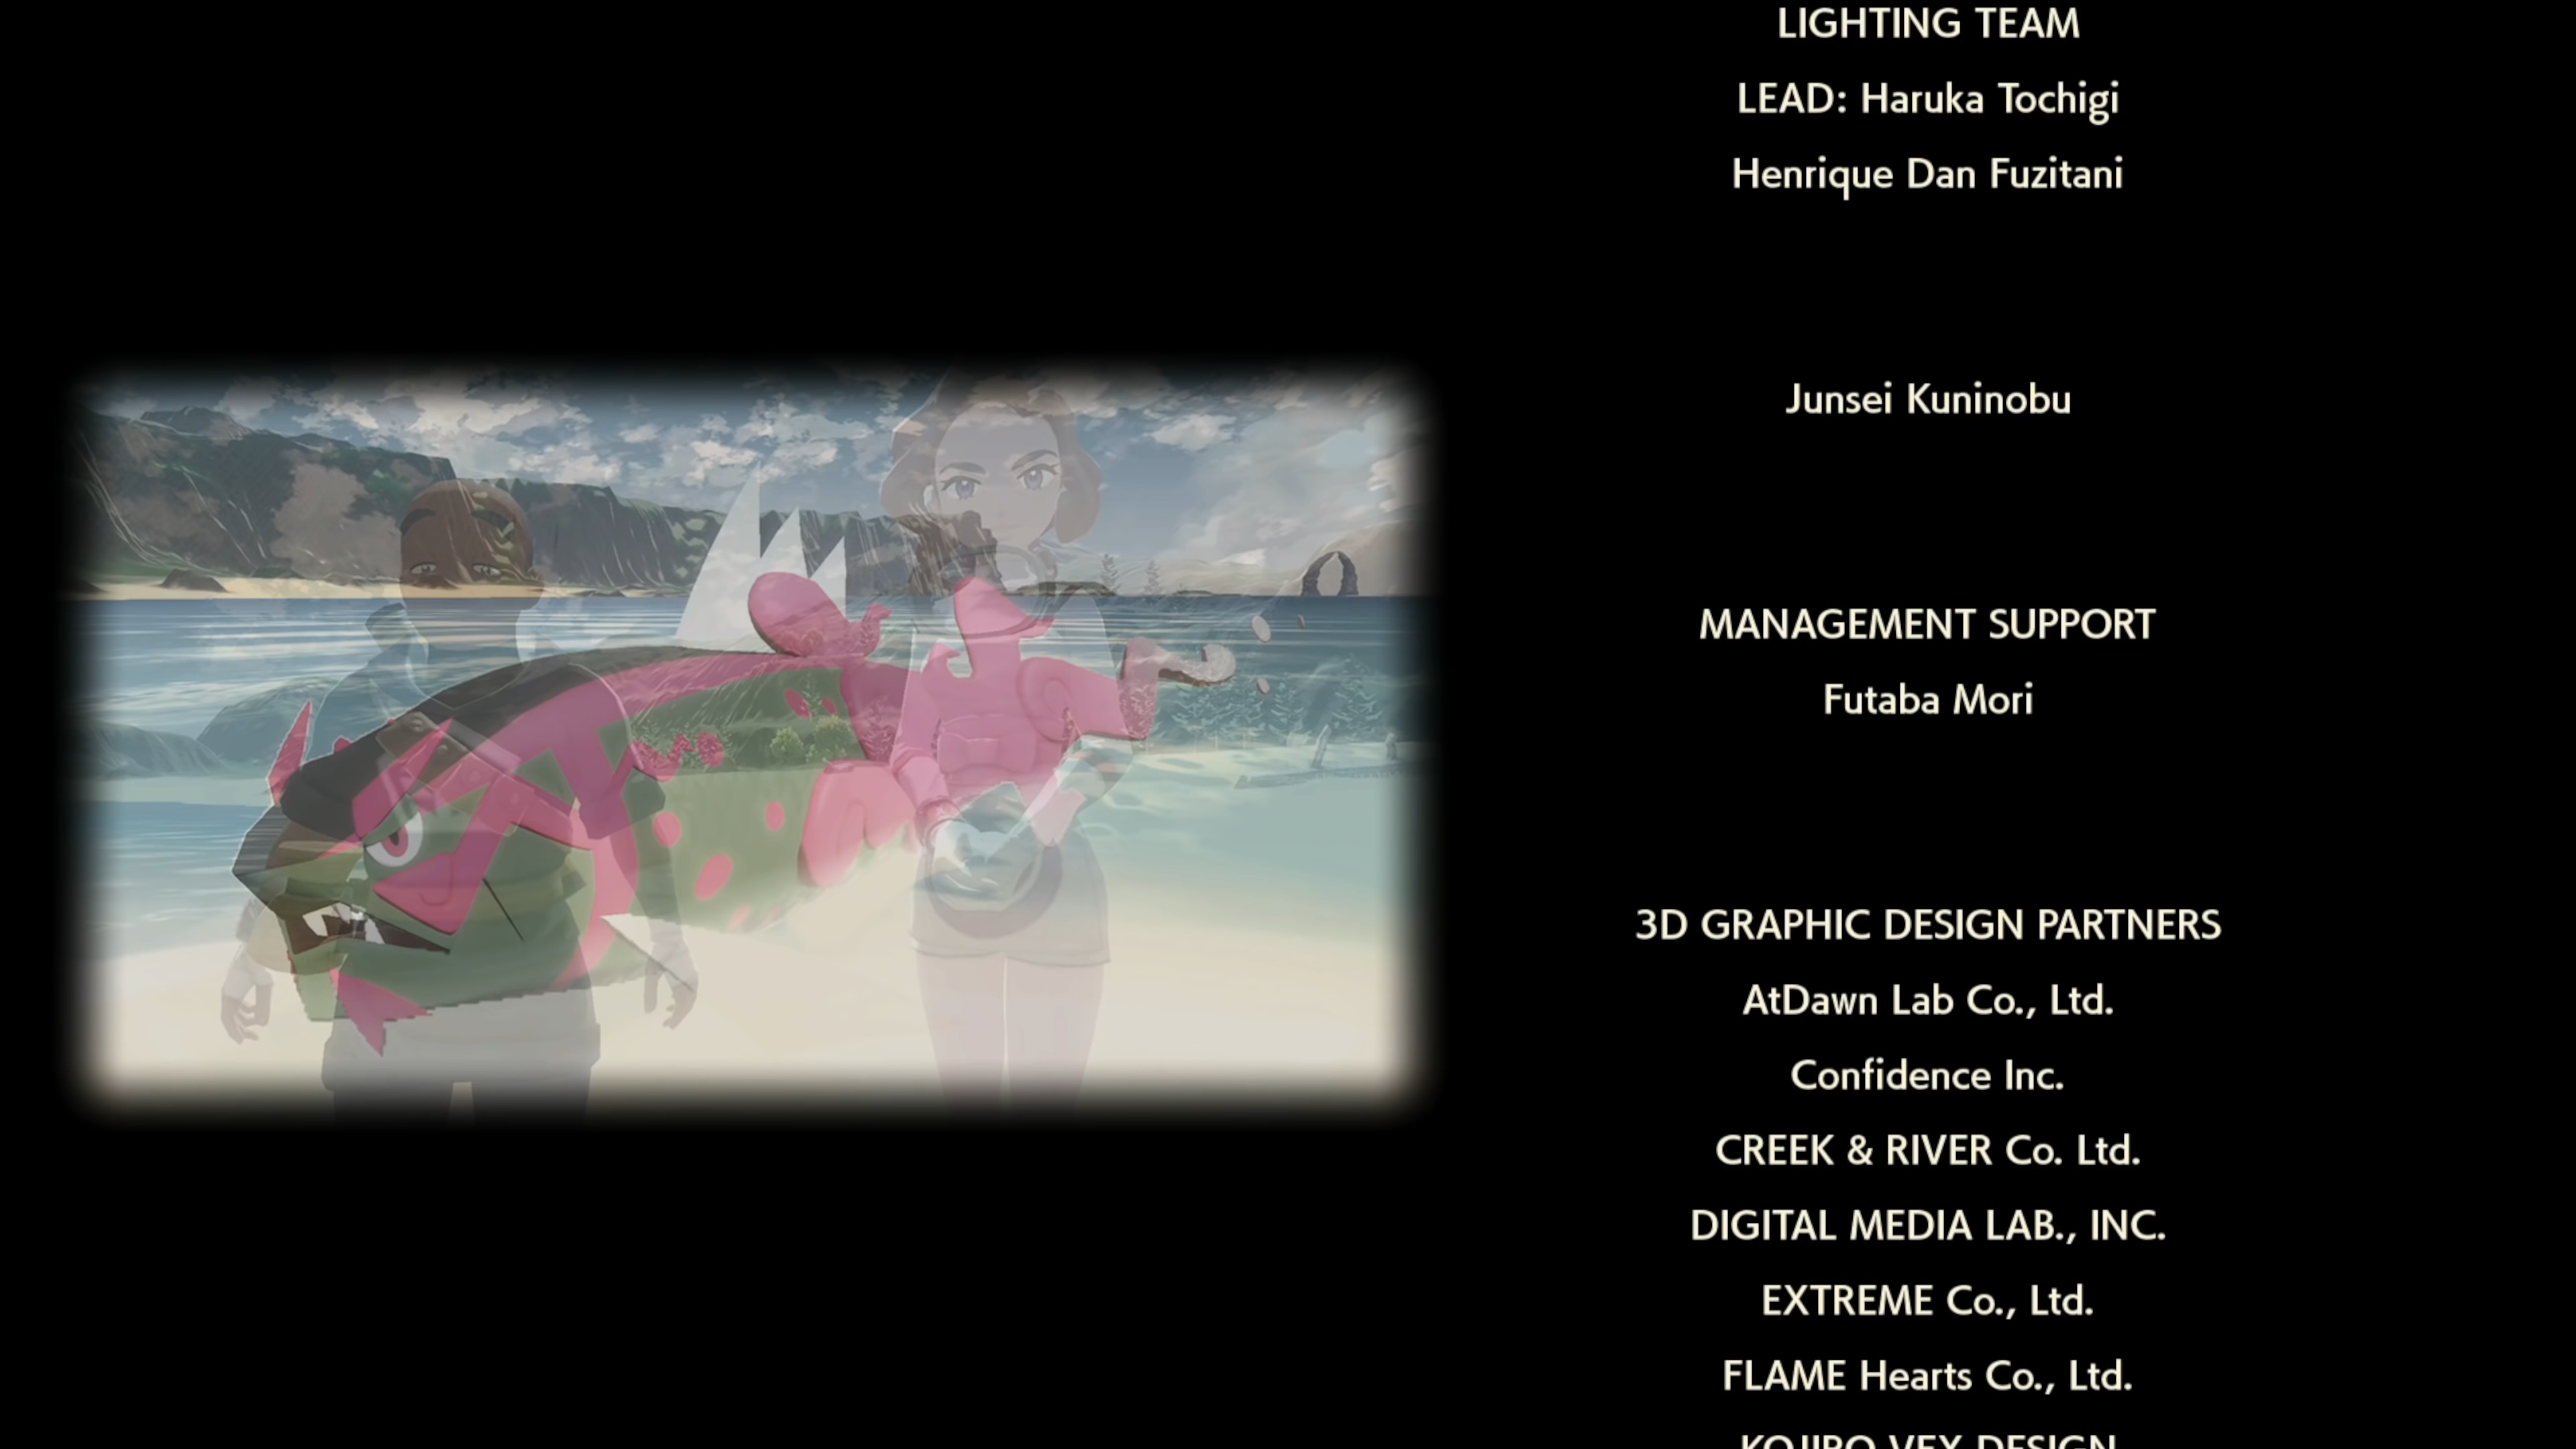 LIGHTING TEAM
LEAD: Haruka Tochigi
Henrique Dan Fuzitani
Junsei Kuninobu
MANAGEMENT SUPPORT
Futaba Mori
3D GRAPHIC DESIGN PARTNERS
AtDawn Lab Co., Ltd.
Confidence Inc.
CREEK & RIVER Co. Ltd.
DIGITAL MEDIA LAB., INC.
EXTREME Co., Ltd.
FLAME Hearts Co., Ltd.